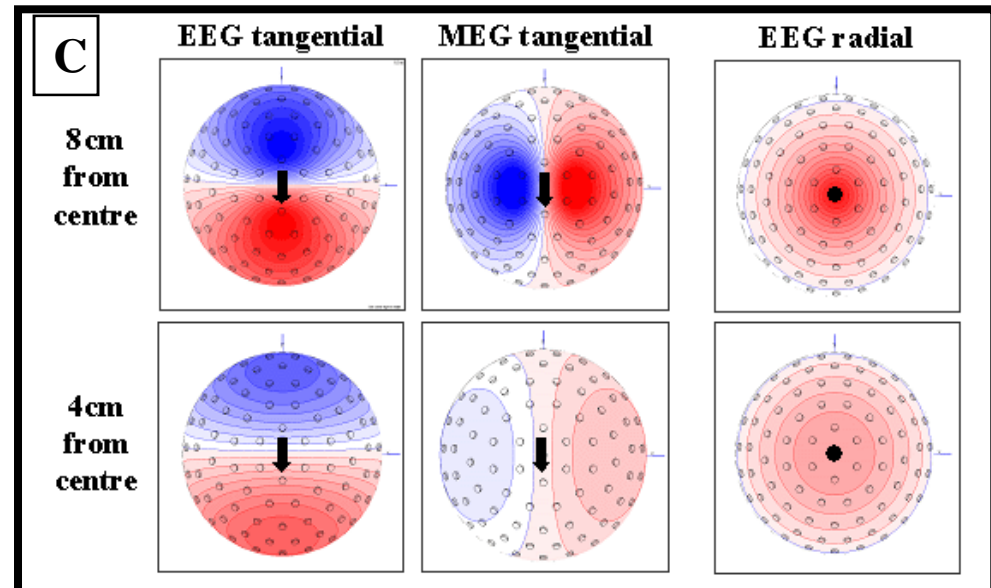 C
EEG tangential MEG tangential EEG radial
8cm
from
centre
4cm
from
centre